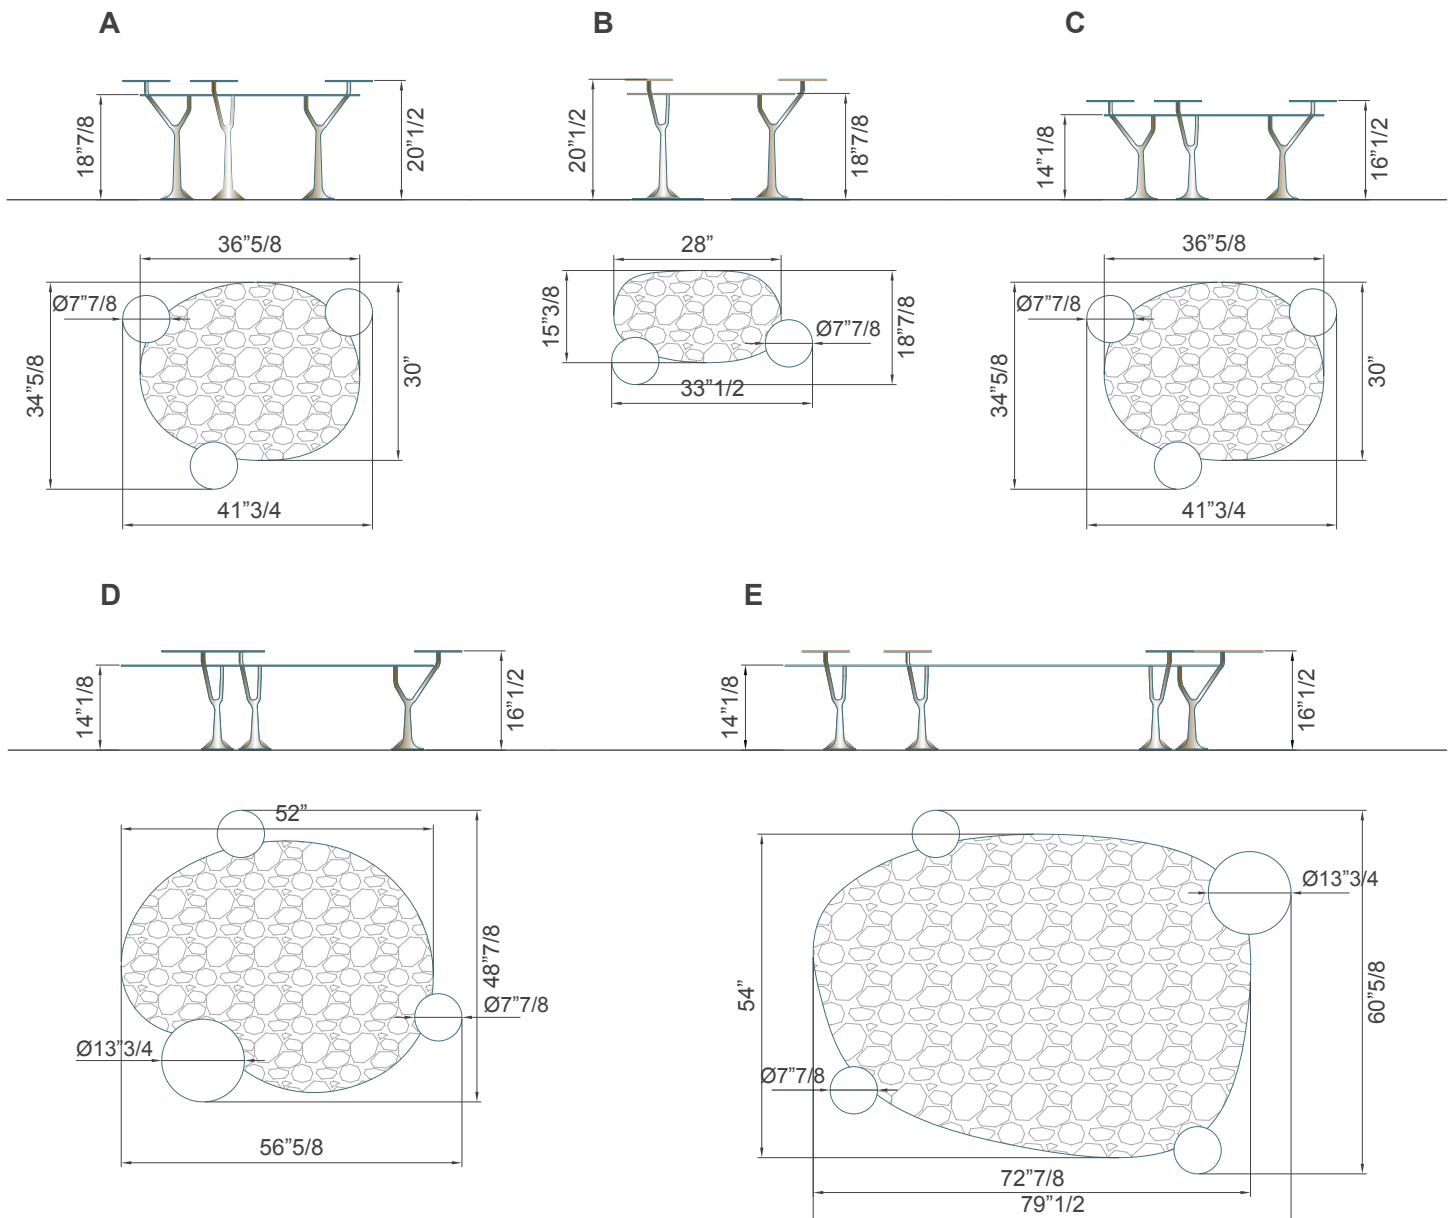 A
18”7/8
20”1/2
36”5/8
Ø7”7/8
34”5/8
30”
41”3/4
B
20”1/2
18”7/8
28”
15”3/8
Ø7”7/8
18”7/8
33”1/2
C
14”1/8
16”1/2
36”5/8
Ø7”7/8
34”5/8
30”
41”3/4
D
14”1/8
16”1/2
52”
48”7/8
Ø7”7/8
Ø13”3/4
56”5/8
E
14”1/8
16”1/2
Ø13”3/4
54”
60”5/8
Ø7”7/8
72”7/8
79”1/2